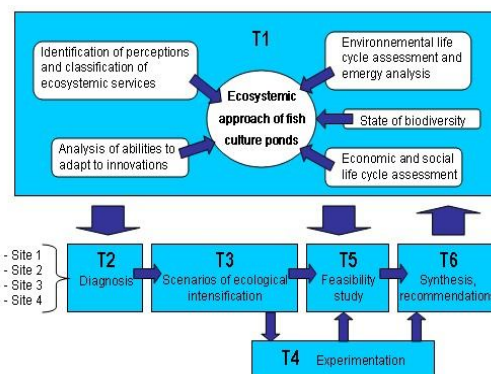 T1
Identification of perceptions
and classification of
ecosystemic services
Environnemental life
cycle assessment and
emergy analysis
Ecosystemic
approach of fish
culture ponds
State of biodiversity
Analysis of abilities to
adapt to innovations
Economic and social
life cycle assessment
- Site 1
- Site 2
- Site 3
- Site 4
T2
Diagnosis
T3
Scenarios of ecological
intensification
T5
Feasibility
study
T6
Synthesis,
recommendation
T4 Experimentation